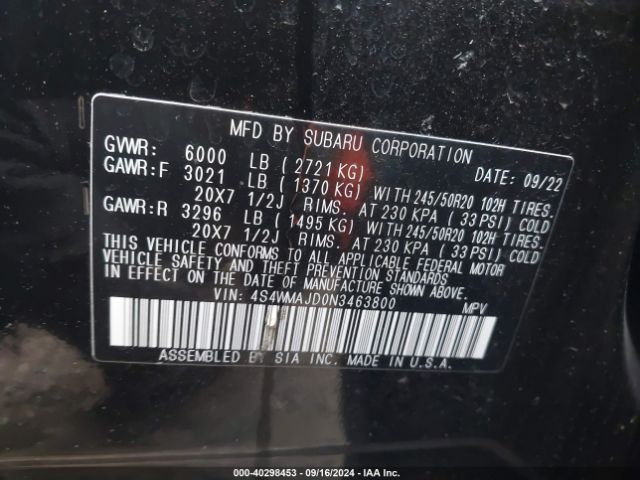 MFD BY SUBARU CORPORATION DATE: 09/22
GVWR: 6000 LB ( 2721 KG)
GAWR:F 3021 LB ( 1370 KG) WITH 245/50R20 102H TIRES.
20X7 1/2J RIMS. AT 230 KPA ( 33 PSI) COLD
GAWR:R 3296 LB ( 1495 KG) WITH 245/50R20 102H TIRES.
20X7 1/2J RIMS. AT 230 KPA ( 33 PSI) COLD
THIS VEHICLE CONFORMS TO ALL APPLICABLE FEDERAL MOTOR
VEHICLE SAFETY AND THEFT PREVENTION STANDARDS
IN EFFECT ON THE DATE OF MANUFACTURE SHOWN ABOVE.
VIN: 4S4WMAJD0N3463800 MPV
ASSEMBLED BY SIA INC. MADE IN U.S.A.
000-40298453 - 09/16/2024 - IAA Inc.